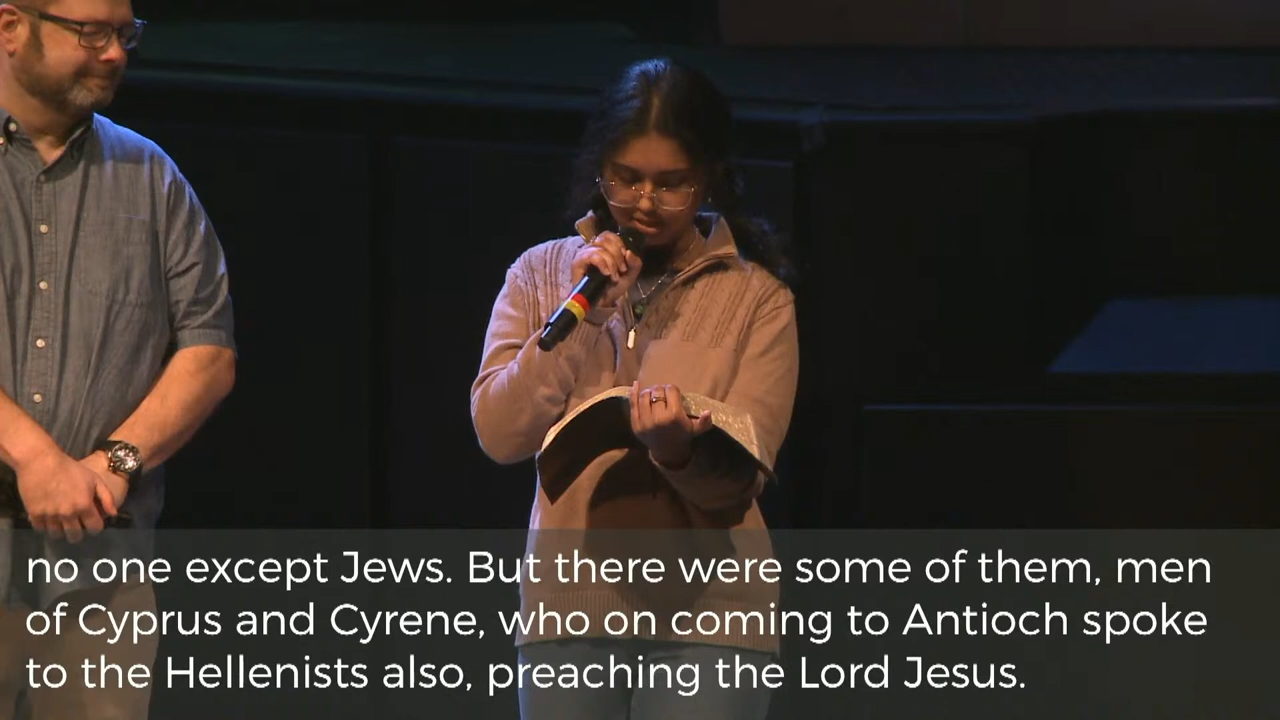 no one except Jews. But there were some of them, men
of Cyprus and Cyrene, who on coming to Antioch spoke
to the Hellenists also, preaching the Lord Jesus.